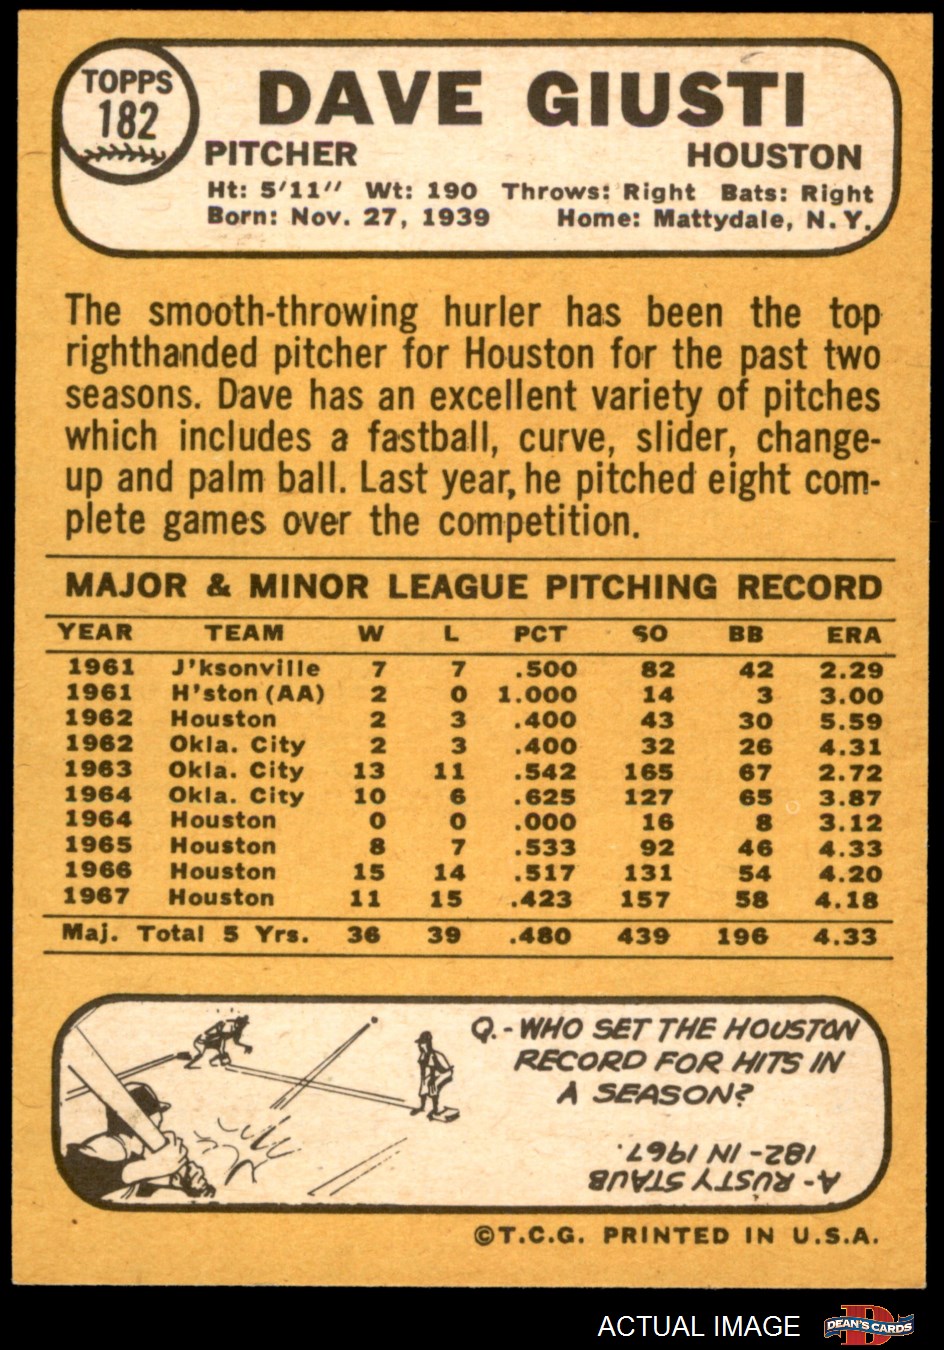 TOPPS
182
DAVE GIUSTI
PITCHER HOUSTON
Ht: 5'11" Wt: 190 Throws: Right Bats: Right
Born: Nov. 27, 1939 Home: Mattydale, N.Y.
The smooth-throwing hurler has been the top
righthanded pitcher for Houston for the past two
seasons. Dave has an excellent variety of pitches
which includes a fastball, curve, slider, change-
up and palm ball. Last year, he pitched eight com-
plete games over the competition.
MAJOR & MINOR LEAGUE PITCHING RECORD
YEAR TEAM W L PCT SO BB ERA
1961 J'ksonville 7 7 .500 82 42 2.29
1961 H'ston (AA) 2 0 1.000 14 3 3.00
1962 Houston 2 3 .400 43 30 5.59
1962 Okla. City 2 3 .400 32 26 4.31
1963 Okla. City 13 11 .542 165 67 2.72
1964 Okla. City 10 6 .625 127 65 3.87
1964 Houston 0 0 .000 16 8 3.12
1965 Houston 8 7 .533 92 46 4.33
1966 Houston 15 14 .517 131 54 4.20
1967 Houston 11 15 .423 157 58 4.18
Maj. Total 5 Yrs. 36 39 .480 439 196 4.33
Q.-WHO SET THE HOUSTON
RECORD FOR HITS IN
A SEASON?
A-RUSTY STAUB
182-IN 1967.
©T.C.G. PRINTED IN U.S.A.
ACTUAL IMAGE
D
DEAN'S CARDS